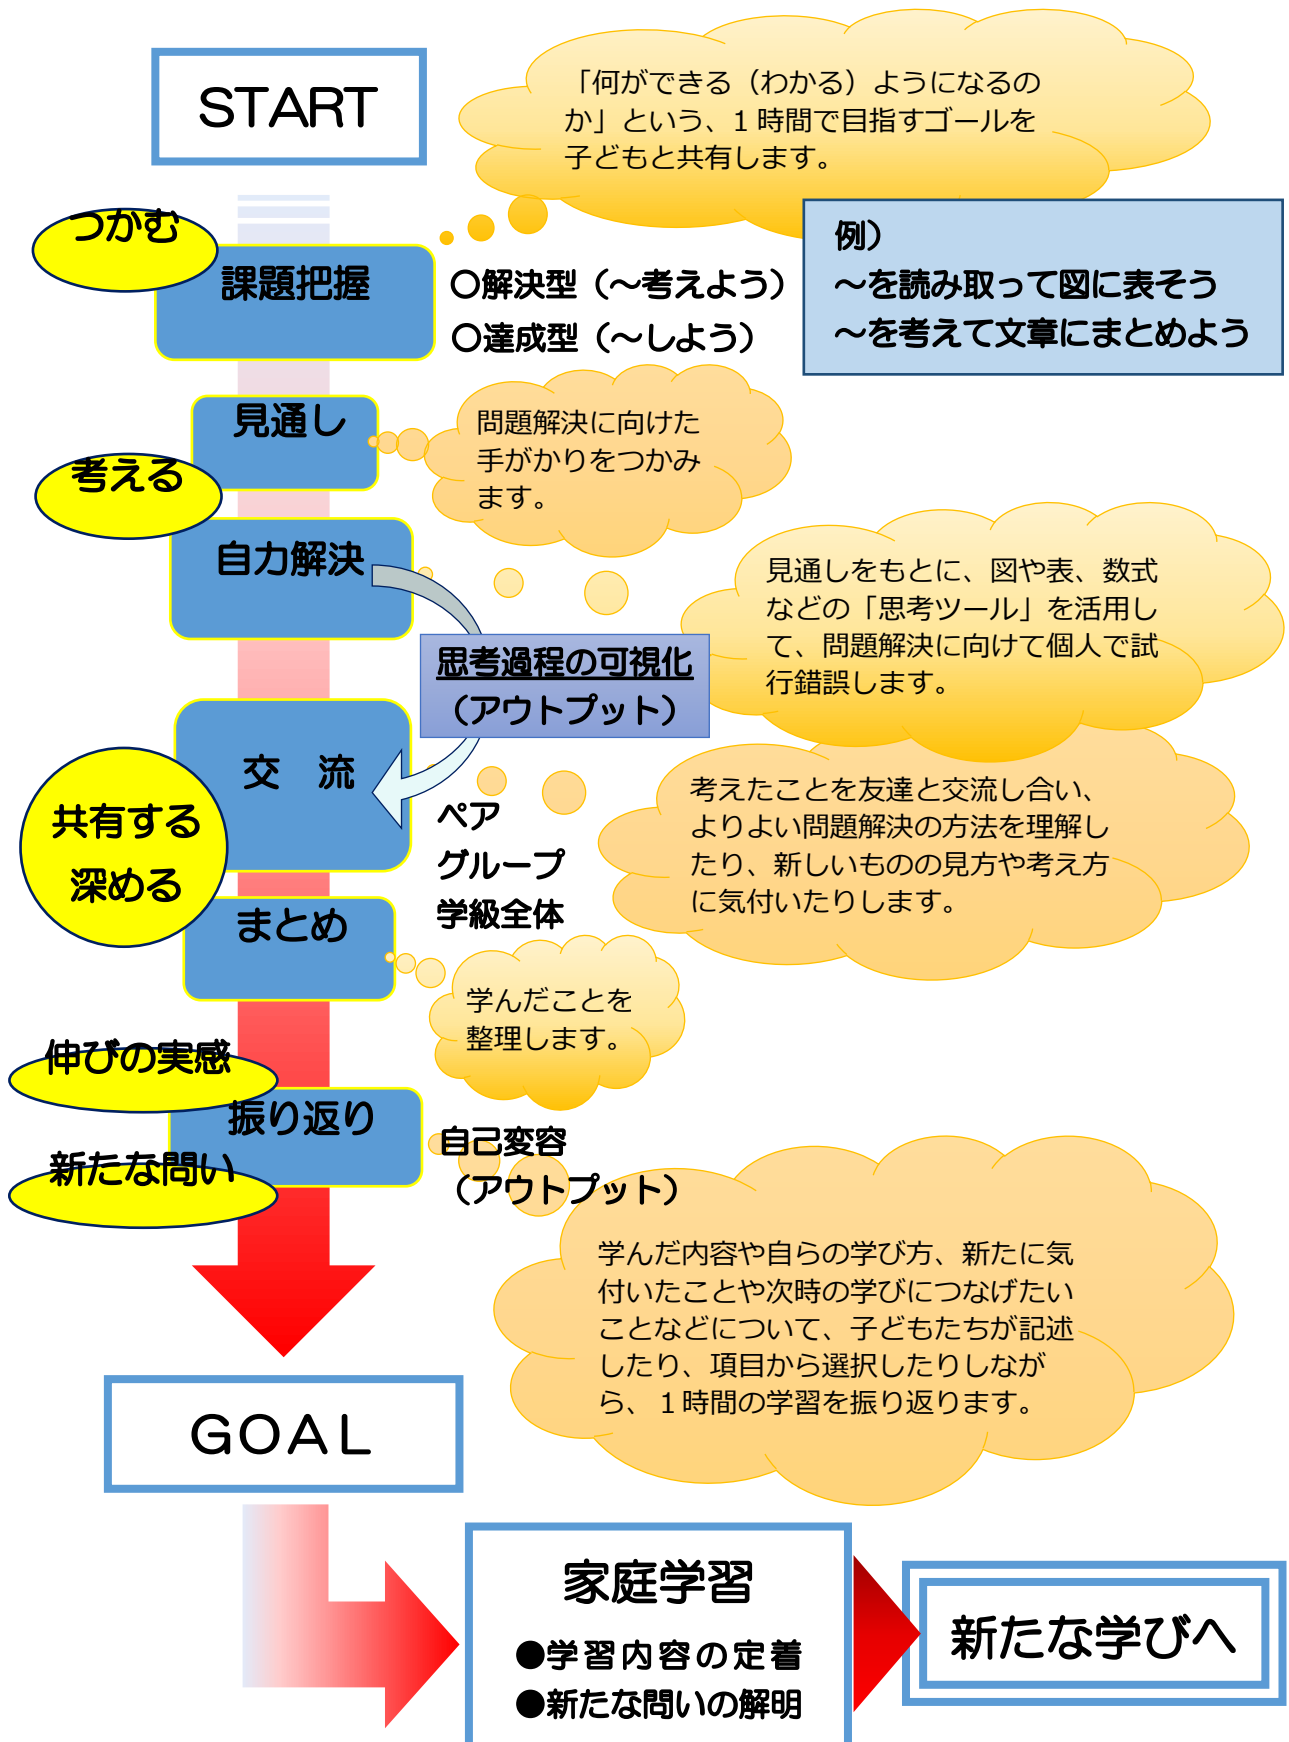 START
「何ができる（わかる）ようになるの
か」という、1 時間で目指すゴールを
子どもと共有します。
つかむ
課題把握
〇解決型（～考えよう）
〇達成型（～しよう）
例）
～を読み取って図に表そう
～を考えて文章にまとめよう
見通し
問題解決に向けた
手がかりをつかみ
ます。
考える
自力解決
見通しをもとに、図や表、数式
などの「思考ツール」を活用し
て、問題解決に向けて個人で試
行錯誤します。
思考過程の可視化
（アウトプット）
交　流
ペア
グループ
学級全体
考えたことを友達と交流し合い、
よりよい問題解決の方法を理解し
たり、新しいものの見方や考え方
に気付いたりします。
共有する
深める
まとめ
学んだことを
整理します。
伸びの実感
振り返り
新たな問い
自己変容
（アウトプット）
学んだ内容や自らの学び方、新たに気
付いたことや次時の学びにつなげたい
ことなどについて、子どもたちが記述
したり、項目から選択したりしなが
ら、１時間の学習を振り返ります。
ＧＯＡＬ
家庭学習
●学習内容の定着
●新たな問いの解明
新たな学びへ